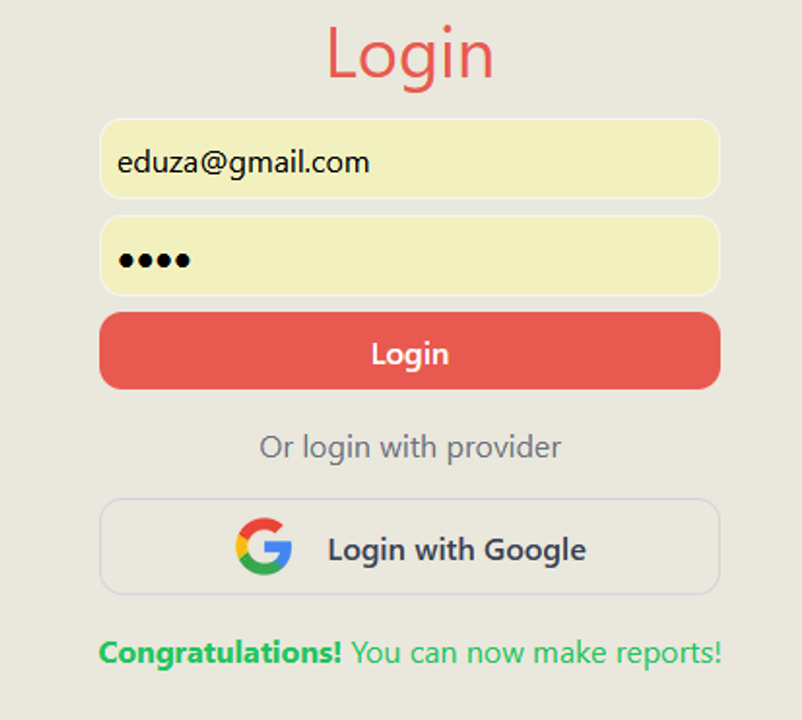 Login
eduza@gmail.com
••••
Login
Or login with provider
Login with Google
Congratulations! You can now make reports!